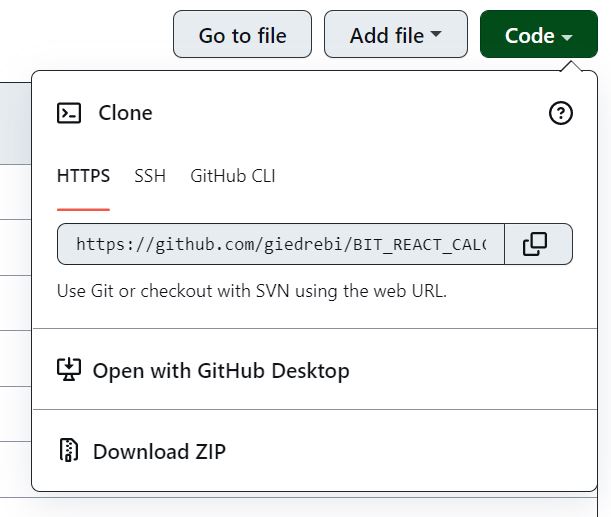 Go to file
Add file
Code
Clone
HTTPS SSH GitHub CLI
https://github.com/giedrebi/BIT_REACT_CAL
Use Git or checkout with SVN using the web URL.
Open with GitHub Desktop
Download ZIP